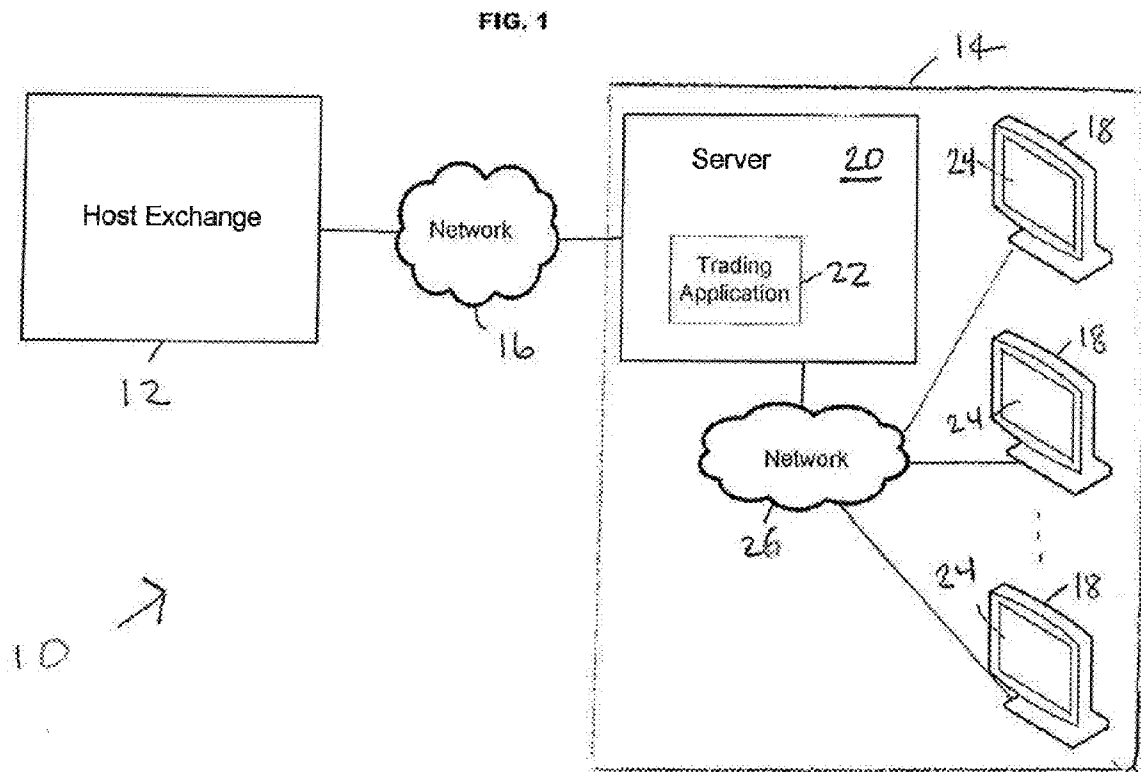 FIG. 1
14
Host Exchange
Server
20
18
24
Network
Trading
Application
22
16
12
18
24
Network
26
24
18
10